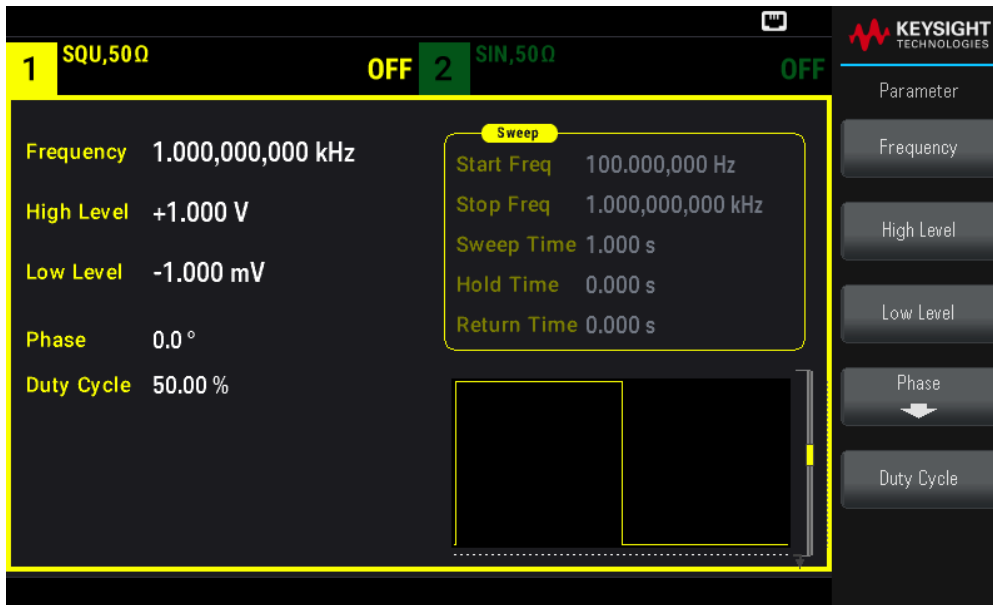 KEYSIGHT
TECHNOLOGIES
1 SQU,50Ω OFF
2 SIN,50Ω OFF
Frequency 1.000,000,000 kHz
High Level +1.000 V
Low Level -1.000 mV
Phase 0.0 °
Duty Cycle 50.00 %
Sweep
Start Freq 100.000,000 Hz
Stop Freq 1.000,000,000 kHz
Sweep Time 1.000 s
Hold Time 0.000 s
Return Time 0.000 s
Parameter
Frequency
High Level
Low Level
Phase
Duty Cycle